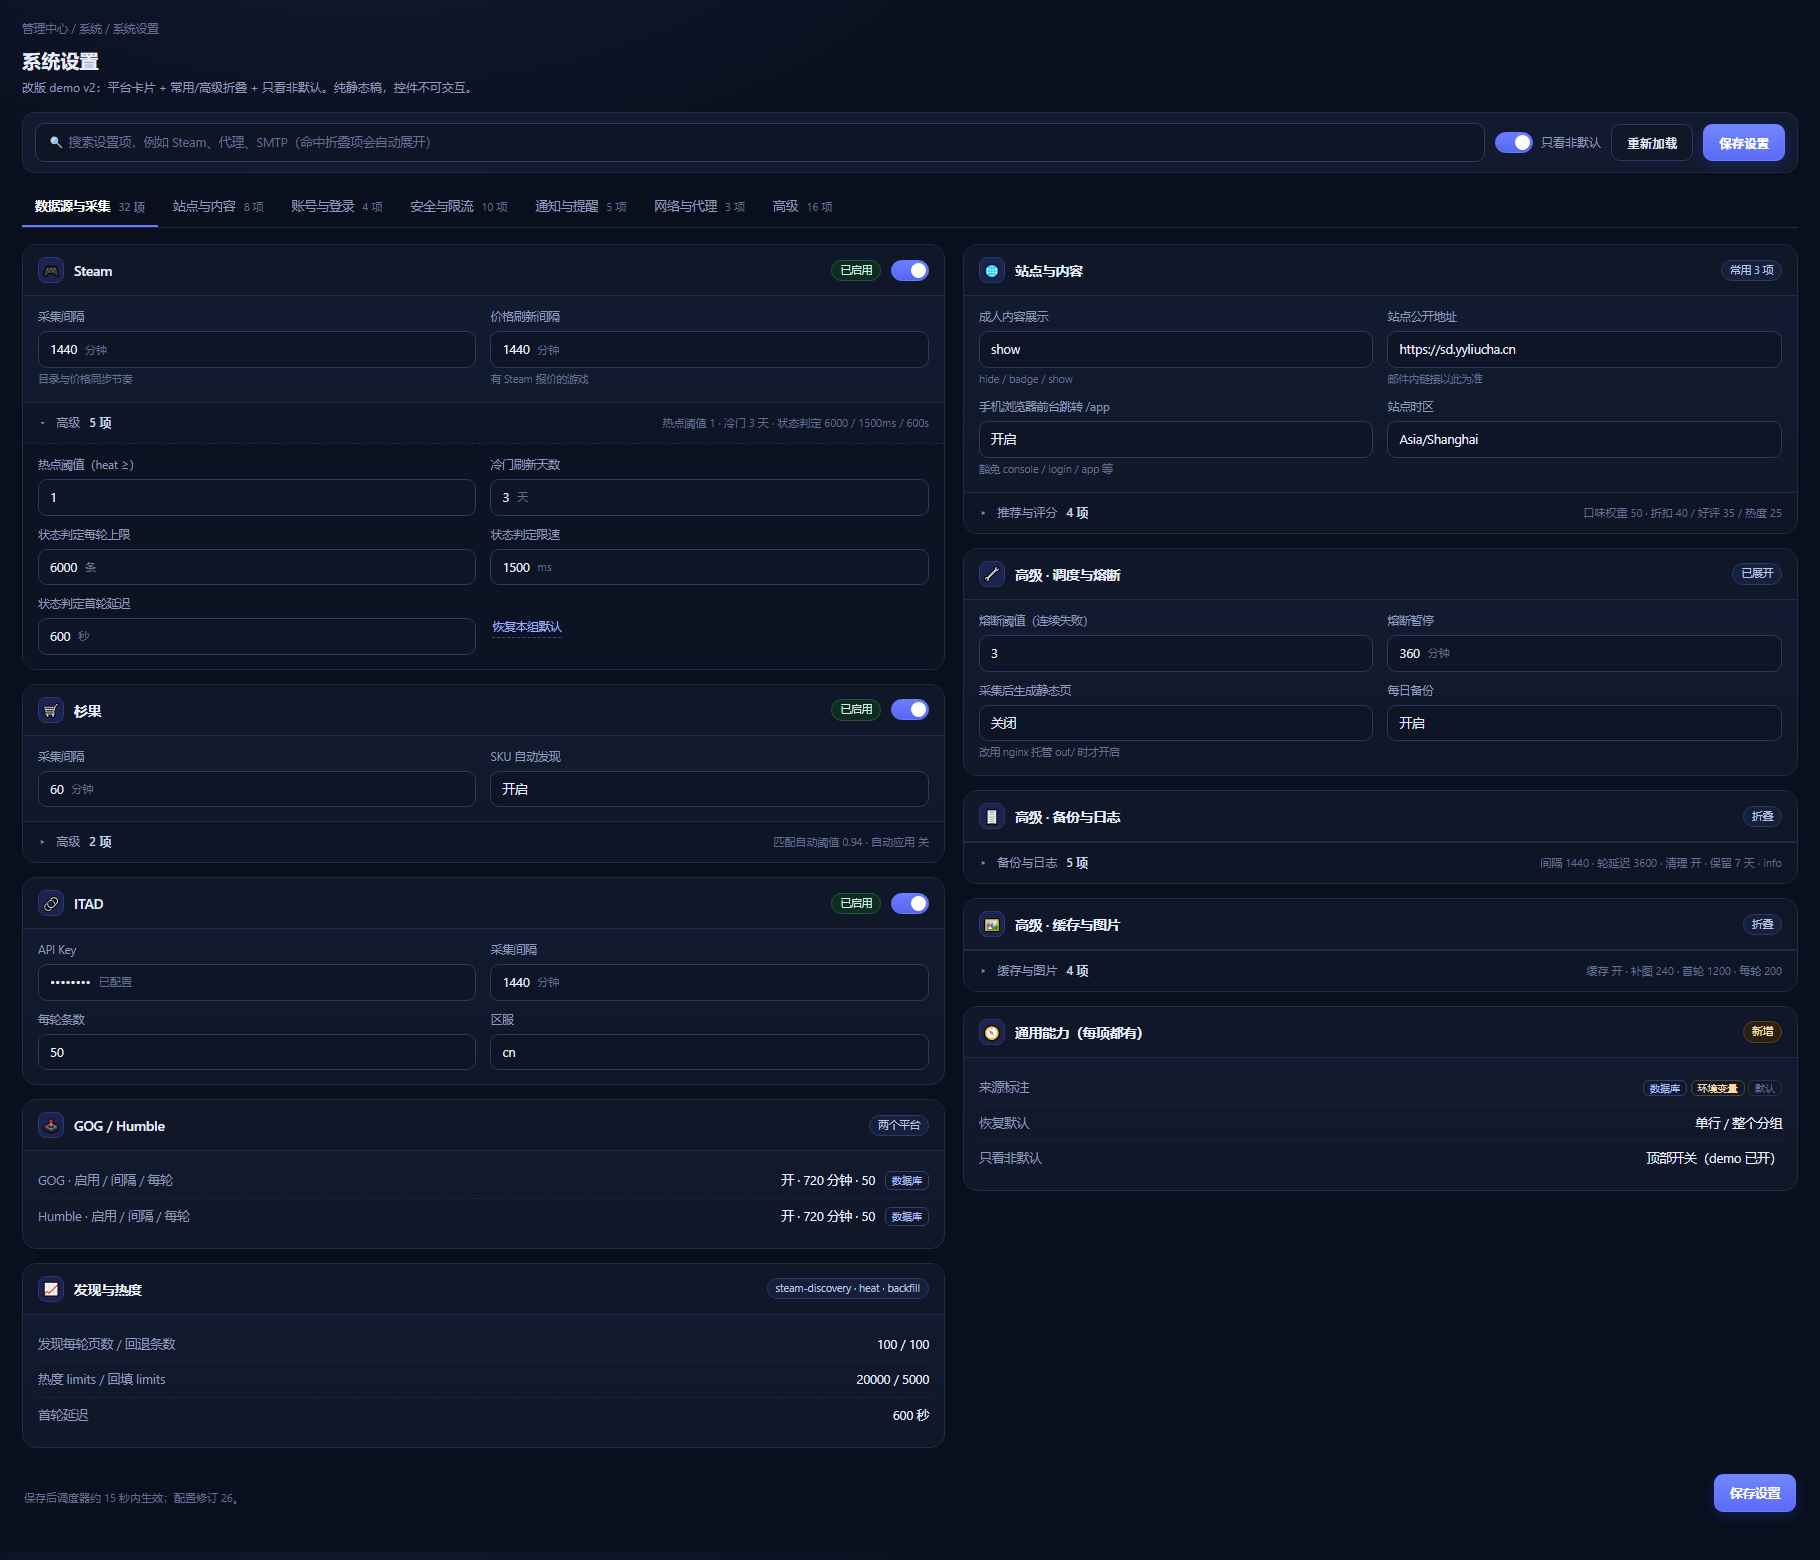 管理中心 / 系统 / 系统设置
系统设置
改版 demo v2：平台卡片 + 常用/高级折叠 + 只看非默认。纯静态稿，控件不可交互。
搜索设置项，例如 Steam、代理、SMTP（命中折叠项会自动展开）
只看非默认
重新加载
保存设置
数据源与采集 32 项
站点与内容 8 项
账号与登录 4 项
安全与限流 10 项
通知与提醒 5 项
网络与代理 3 项
高级 16 项
Steam
已启用
采集间隔
价格刷新间隔
1440 分钟
1440 分钟
目录与价格同步节奏
有 Steam 报价的游戏
高级 5 项
热点阈值 1 · 冷门 3 天 · 状态判定 6000 / 1500ms / 600s
热点阈值（heat ≥）
冷门刷新天数
1
3 天
状态判定每轮上限
状态判定限速
6000 条
1500 ms
状态判定首轮延迟
600 秒
恢复本组默认
杉果
已启用
采集间隔
SKU 自动发现
60 分钟
开启
高级 2 项
匹配自动阈值 0.94 · 自动应用 关
ITAD
已启用
API Key
采集间隔
•••••••• 已配置
1440 分钟
每轮条数
区服
50
cn
GOG / Humble
两个平台
GOG · 启用 / 间隔 / 每轮
开 · 720 分钟 · 50 数据库
Humble · 启用 / 间隔 / 每轮
开 · 720 分钟 · 50 数据库
发现与热度
steam-discovery · heat · backfill
发现每轮页数 / 回退条数
100 / 100
热度 limits / 回填 limits
20000 / 5000
首轮延迟
600 秒
站点与内容
常用 3 项
成人内容展示
站点公开地址
show
https://sd.yyliucha.cn
hide / badge / show
邮件内链接以此为准
手机浏览器前台跳转 /app
站点时区
开启
Asia/Shanghai
豁免 console / login / app 等
推荐与评分 4 项
口味权重 50 · 折扣 40 / 好评 35 / 热度 25
高级 · 调度与熔断
已展开
熔断阈值（连续失败）
熔断暂停
3
360 分钟
采集后生成静态页
每日备份
关闭
开启
改用 nginx 托管 out/ 时才开启
高级 · 备份与日志
折叠
备份与日志 5 项
间隔 1440 · 轮延迟 3600 · 清理 开 · 保留 7 天 · info
高级 · 缓存与图片
折叠
缓存与图片 4 项
缓存 开 · 补图 240 · 首轮 1200 · 每轮 200
通用能力（每项都有）
新增
来源标注
数据库 环境变量 默认
恢复默认
单行 / 整个分组
只看非默认
顶部开关（demo 已开）
保存后调度器约 15 秒内生效；配置修订 26。
保存设置